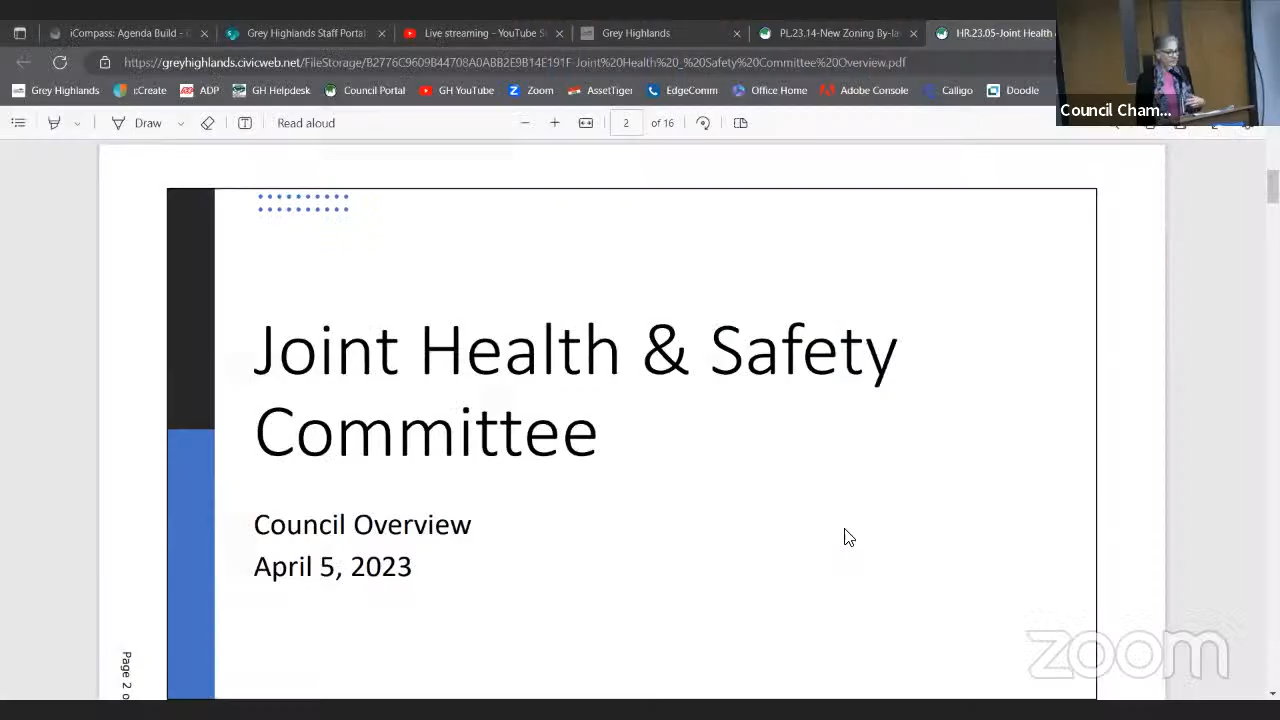 iCompass: Agenda Build - 
Grey Highlands Staff Portal
Live streaming - YouTube S
Grey Highlands
PL.23.14-New Zoning By-la
HR.23.05-Joint Health
https://greyhighlands.civicweb.net/FileStorage/B2776C9609B44705A0ABB2E9B14E191F-Joint%20Health%20_%20Safety%20Committee%20Overview.pdf
Grey Highlands
cCreate
ADP
GH Helpdesk
Council Portal
GH YouTube
Zoom
AssetTiger
EdgeComm
Office Home
Adobe Console
Calligo
Doodle
Council Cham...
Draw
Read aloud
2
of 16
Joint Health & Safety
Committee
Council Overview
April 5, 2023
Page 2 o
zoom